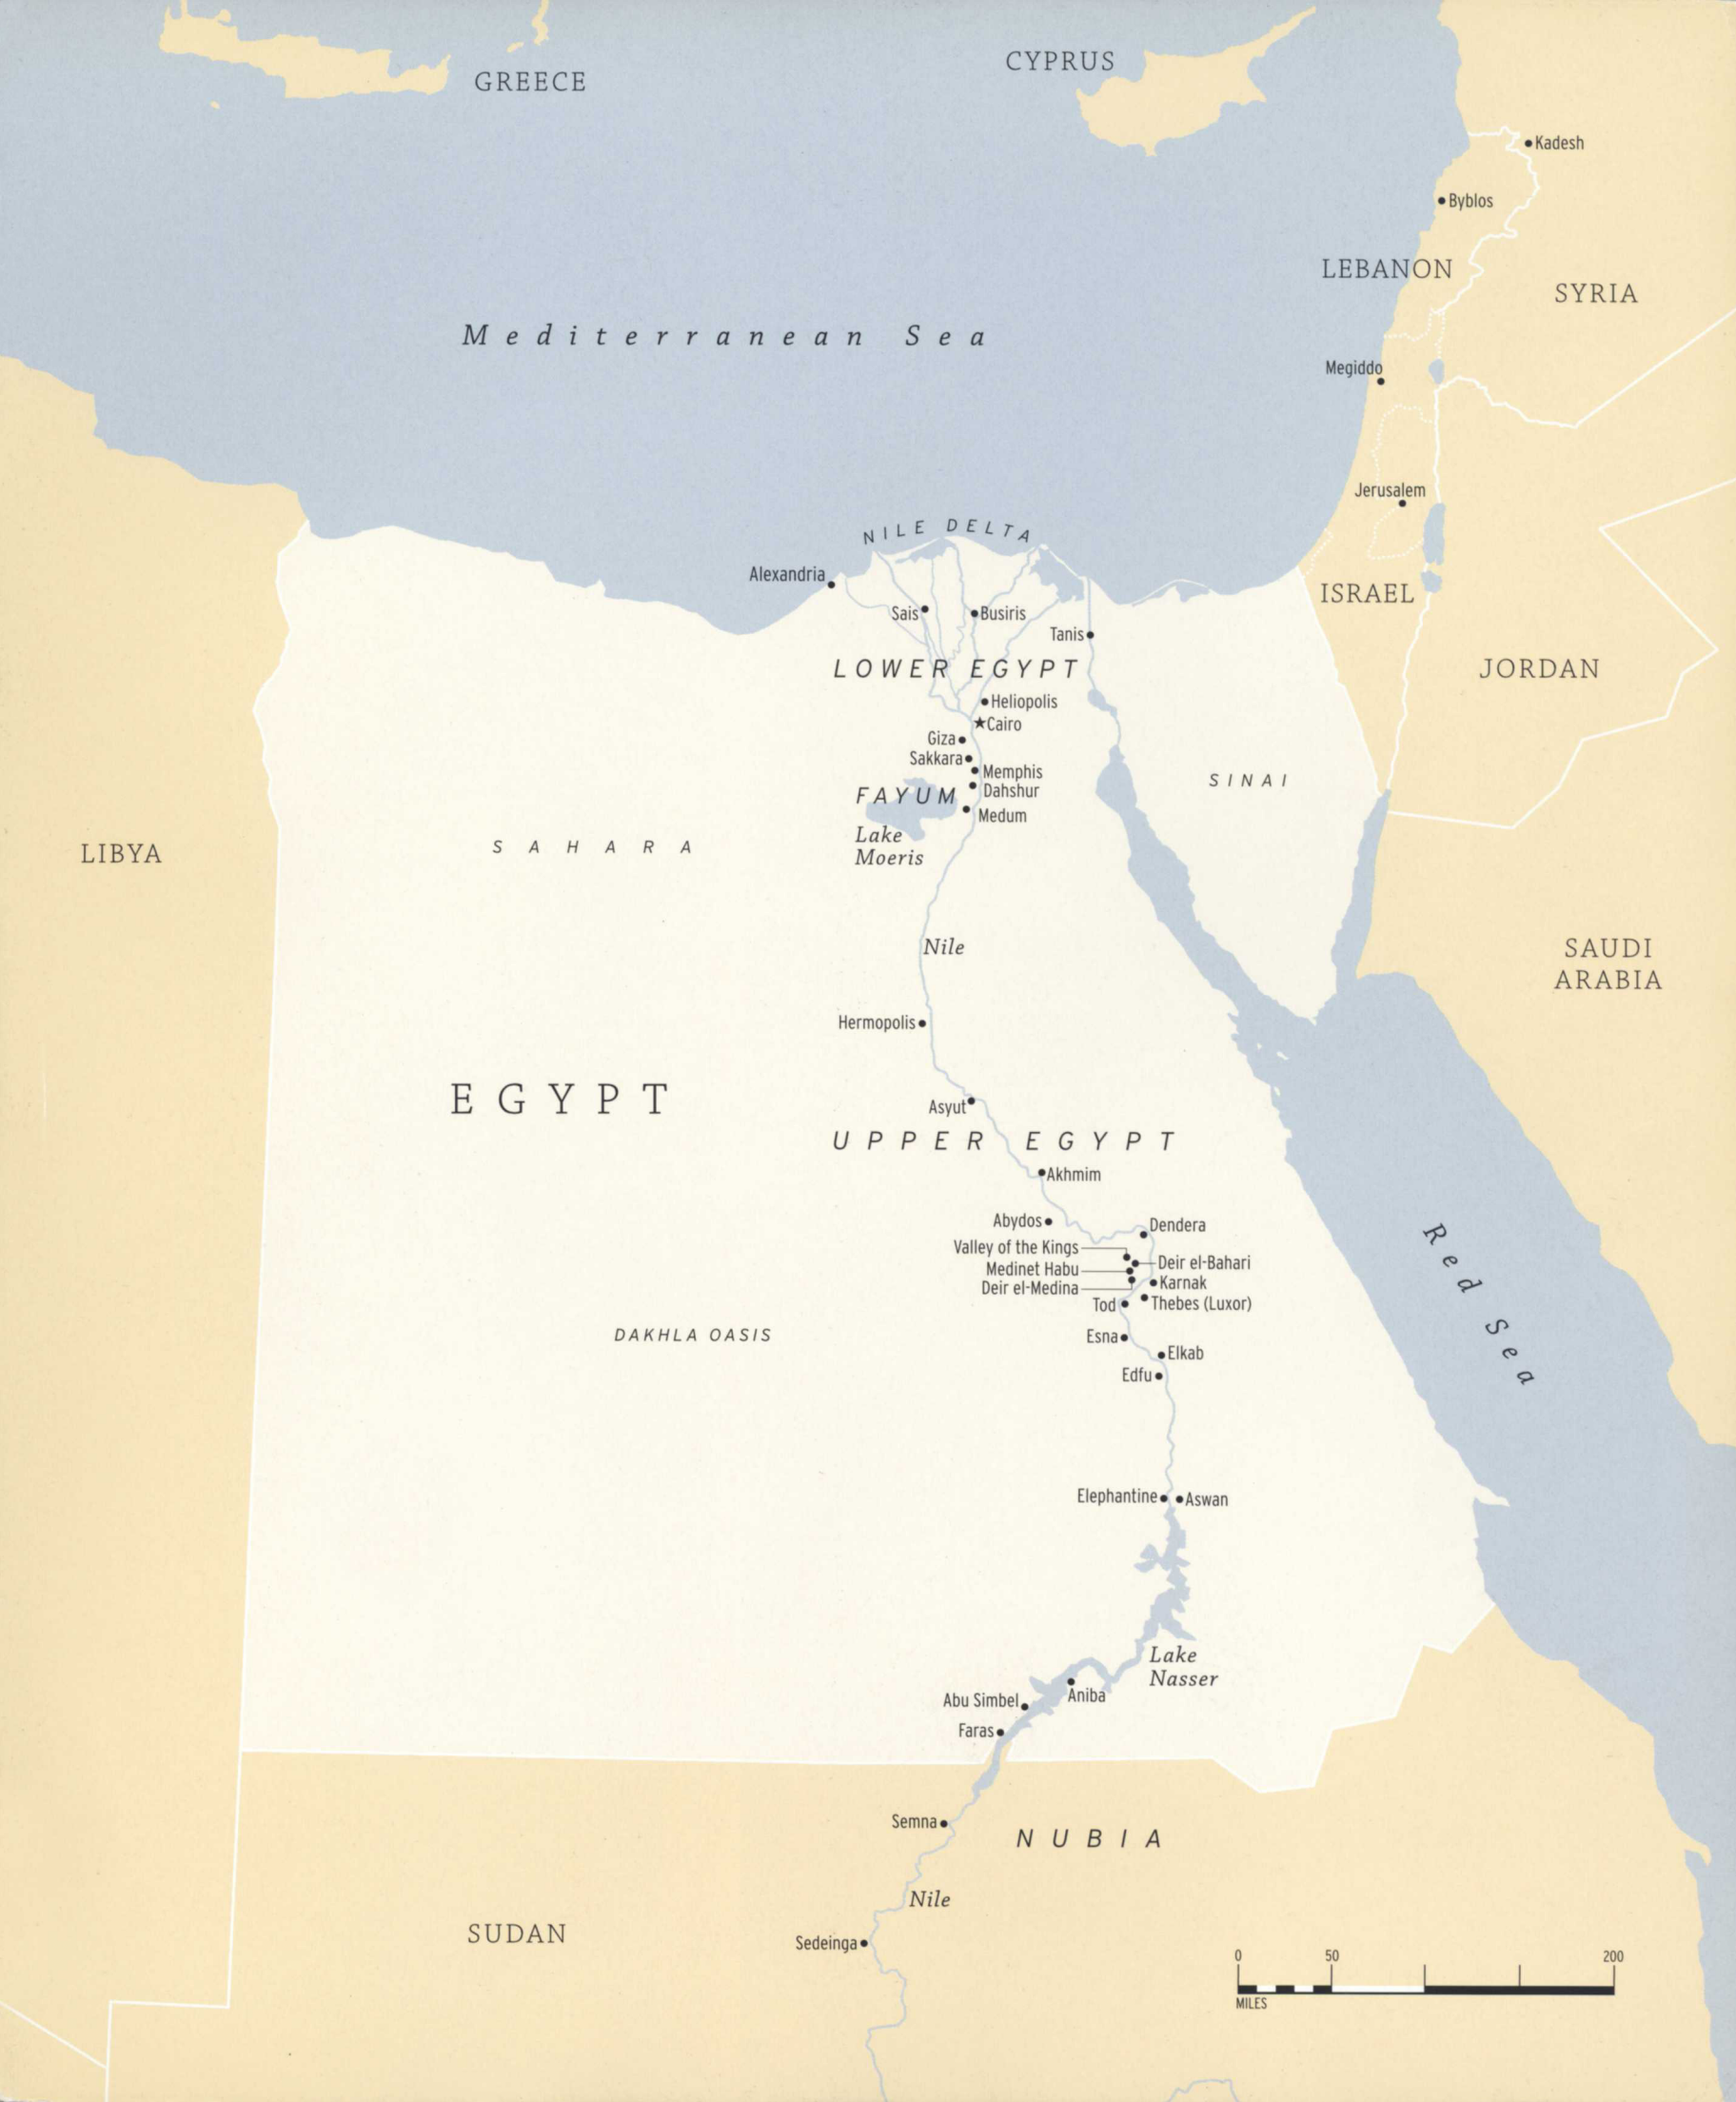 GREECE
CYPRUS
Kadesh
Byblos
LEBANON
SYRIA
Mediterranean Sea
Megiddo
Jerusalem
NILE DELTA
Alexandria
ISRAEL
Sais
Busiris
Tanis
LOWER EGYPT
JORDAN
Heliopolis
Cairo
Giza
Sakkara
Memphis
SINAI
Dahshur
FAYUM
Medum
Lake
Moeris
SAHARA
LIBYA
Nile
SAUDI
ARABIA
Hermopolis
EGYPT
Asyut
UPPER EGYPT
Akhmim
Abydos
Dendera
Valley of the Kings
Deir el-Bahari
Medinet Habu
Karnak
Deir el-Medina
Thebes (Luxor)
Tod
Red Sea
DAKHLA OASIS
Esna
Elkab
Edfu
Elephantine
Aswan
Lake
Nasser
Aniba
Abu Simbel
Faras
Semna
NUBIA
Nile
SUDAN
Sedeinga
0 50 200
MILES